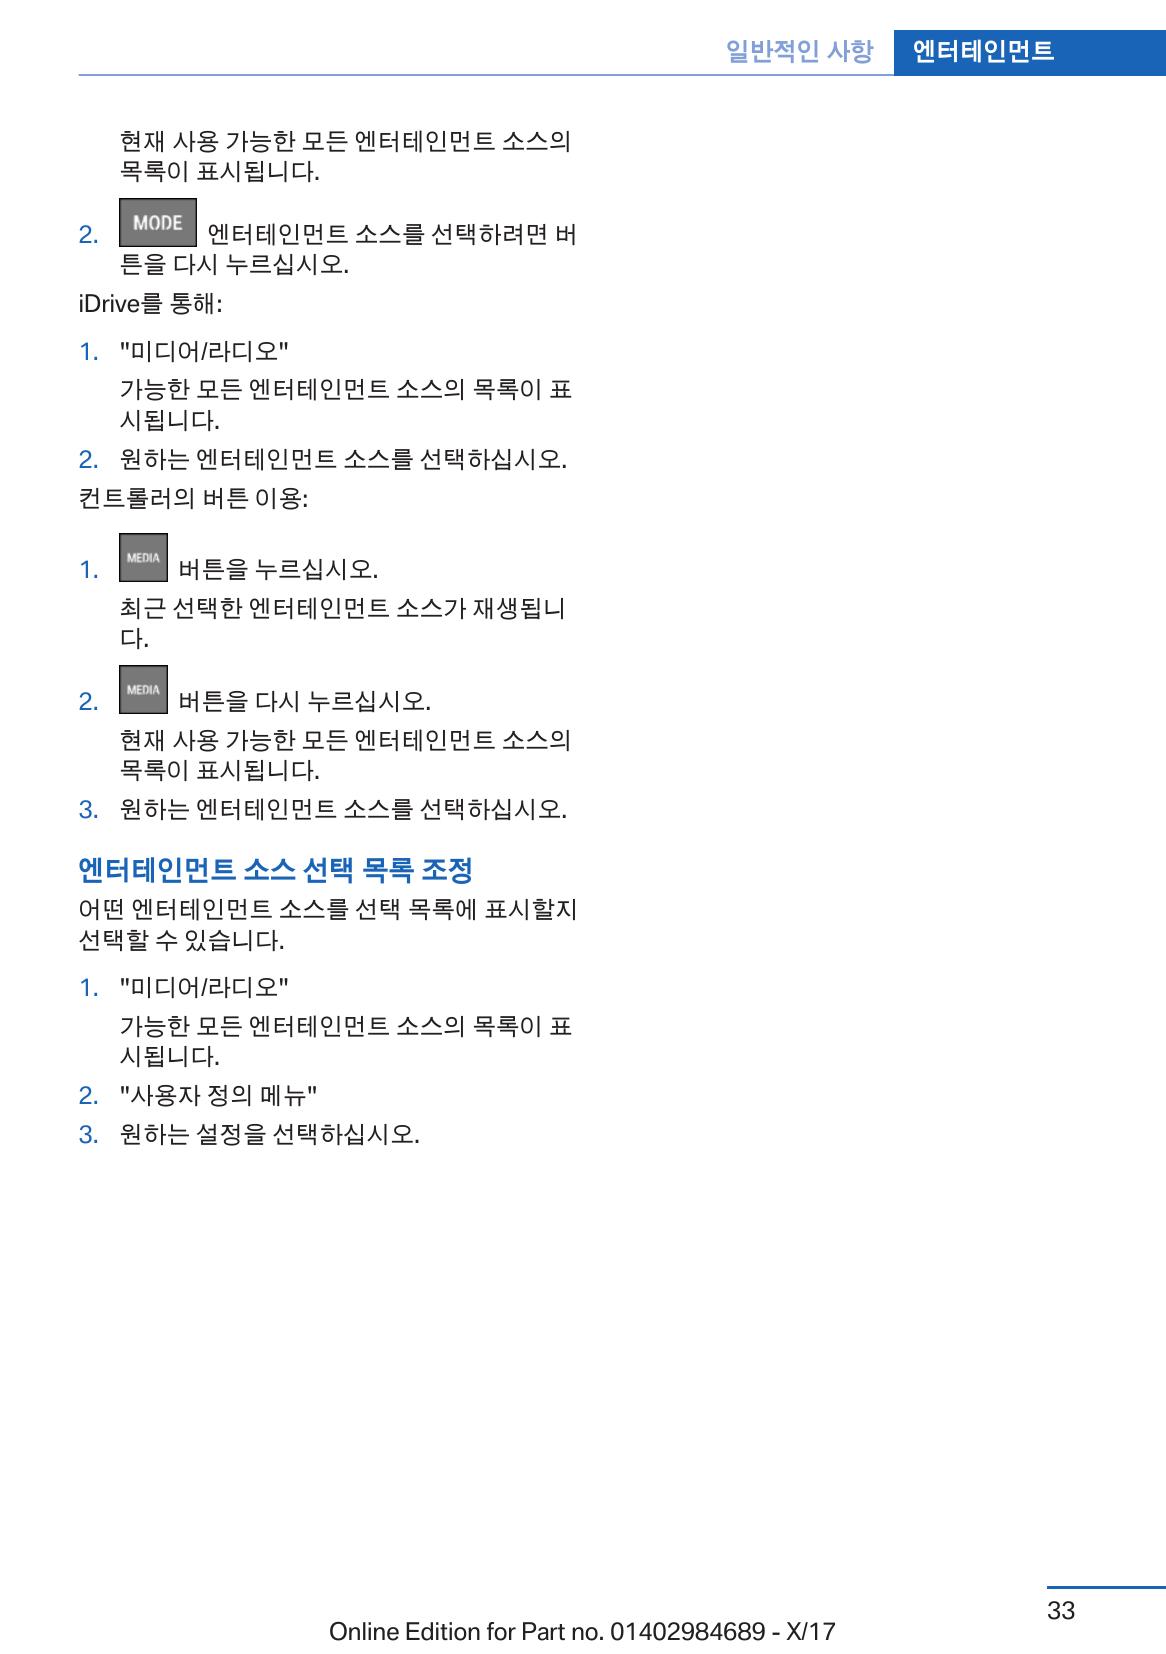 일반적인 사항 엔터테인먼트
현재 사용 가능한 모든 엔터테인먼트 소스의
목록이 표시됩니다.
2. MODE 엔터테인먼트 소스를 선택하려면 버
튼을 다시 누르십시오.
iDrive를 통해:
1. "미디어/라디오"
가능한 모든 엔터테인먼트 소스의 목록이 표
시됩니다.
2. 원하는 엔터테인먼트 소스를 선택하십시오.
컨트롤러의 버튼 이용:
1. MEDIA 버튼을 누르십시오.
최근 선택한 엔터테인먼트 소스가 재생됩니
다.
2. MEDIA 버튼을 다시 누르십시오.
현재 사용 가능한 모든 엔터테인먼트 소스의
목록이 표시됩니다.
3. 원하는 엔터테인먼트 소스를 선택하십시오.
엔터테인먼트 소스 선택 목록 조정
어떤 엔터테인먼트 소스를 선택 목록에 표시할지
선택할 수 있습니다.
1. "미디어/라디오"
가능한 모든 엔터테인먼트 소스의 목록이 표
시됩니다.
2. "사용자 정의 메뉴"
3. 원하는 설정을 선택하십시오.
33
Online Edition for Part no. 01402984689 - X/17